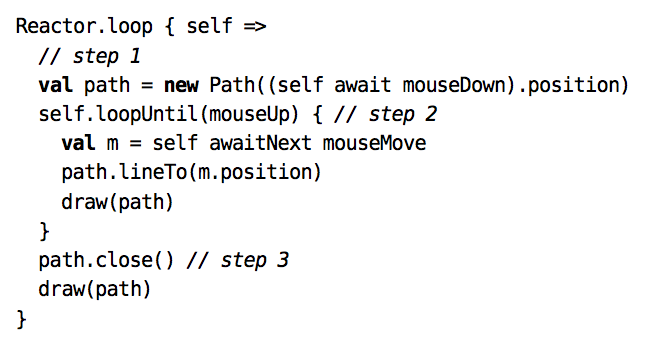 Reactor.loop { self =>
// step 1
val path = new Path((self await mouseDown).position)
self.loopUntil(mouseUp) { // step 2
val m = self awaitNext mouseMove
path.lineTo(m.position)
draw(path)
}
path.close() // step 3
draw(path)
}